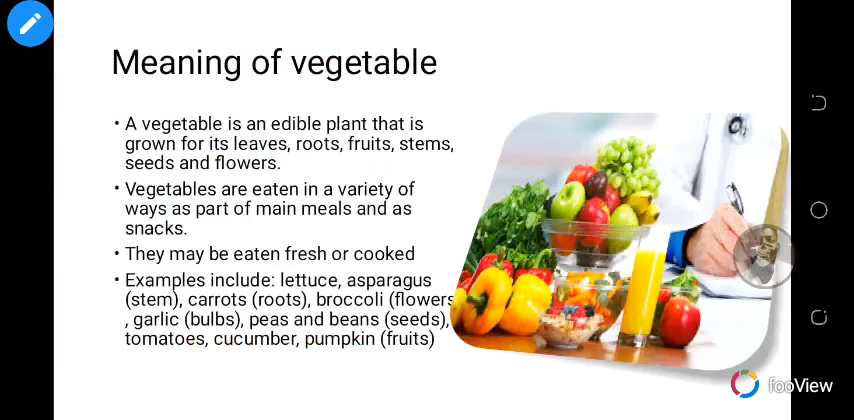 Meaning of vegetable
• A vegetable is an edible plant that is
grown for its leaves, roots, fruits, stems,
seeds and flowers.
• Vegetables are eaten in a variety of
ways as part of main meals and as
snacks.
• They may be eaten fresh or cooked
• Examples include: lettuce, asparagus
(stem), carrots (roots), broccoli (flowers
, garlic (bulbs), peas and beans (seeds),
tomatoes, cucumber, pumpkin (fruits)
fooView